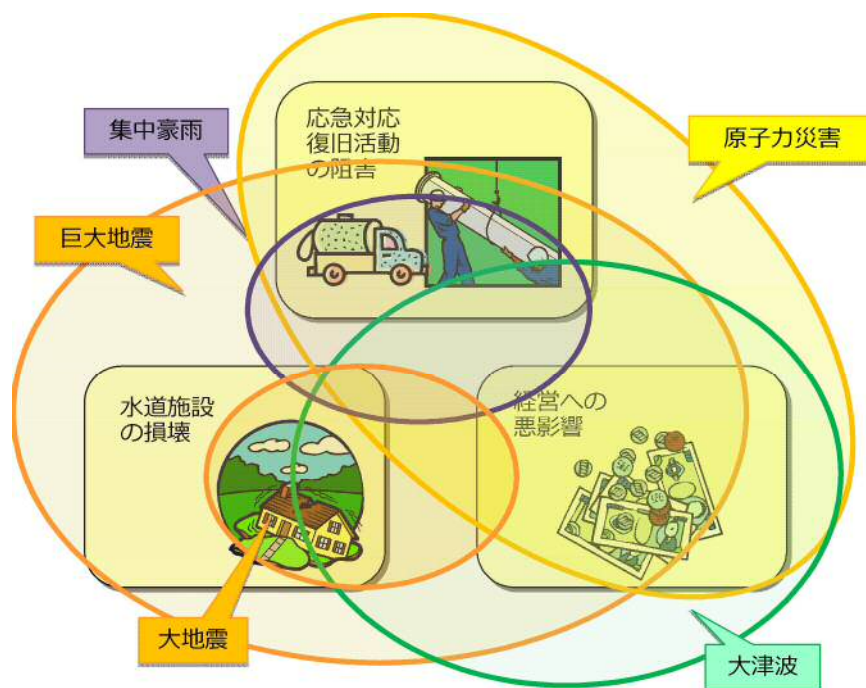 集中豪雨
応急対応
復旧活動
の阻害
原子力災害
巨大地震
水道施設
の損壊
経営への
悪影響
大地震
大津波